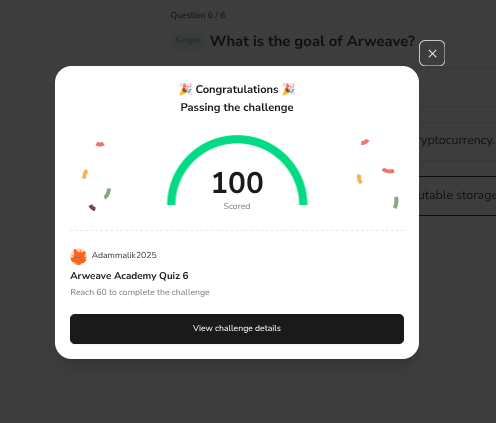 Question 6 / 6
Single What is the goal of Arweave?
🎉 Congratulations 🎉
Passing the challenge
ryptocurrency.
100
Scored
utable storage
Adammalik2025
Arweave Academy Quiz 6
Reach 60 to complete the challenge
View challenge details